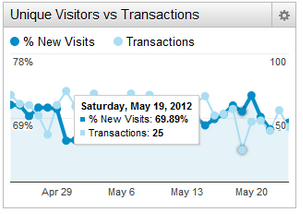 Unique Visitors vs Transactions
% New Visits Transactions
78% 100
Saturday, May 19, 2012
% New Visits: 69.89%
Transactions: 25
69% 50
Apr 29 May 6 May 13 May 20